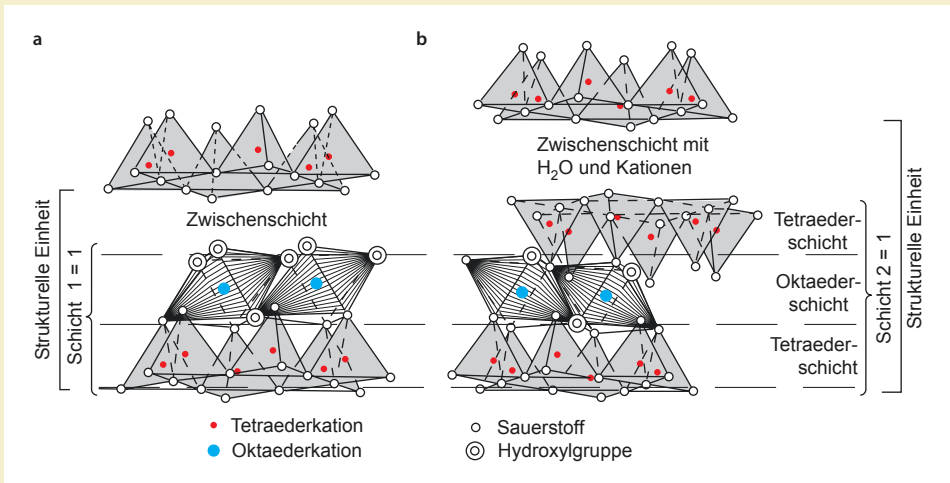 a
b
Zwischenschicht mit
H₂O und Kationen
Zwischenschicht
Strukturelle Einheit
Schicht 1 = 1
Tetraeder-
schicht
Oktaeder-
schicht
Tetraeder-
schicht
Schicht 2 = 1
Strukturelle Einheit
Tetraederkation
Oktaederkation
Sauerstoff
Hydroxylgruppe